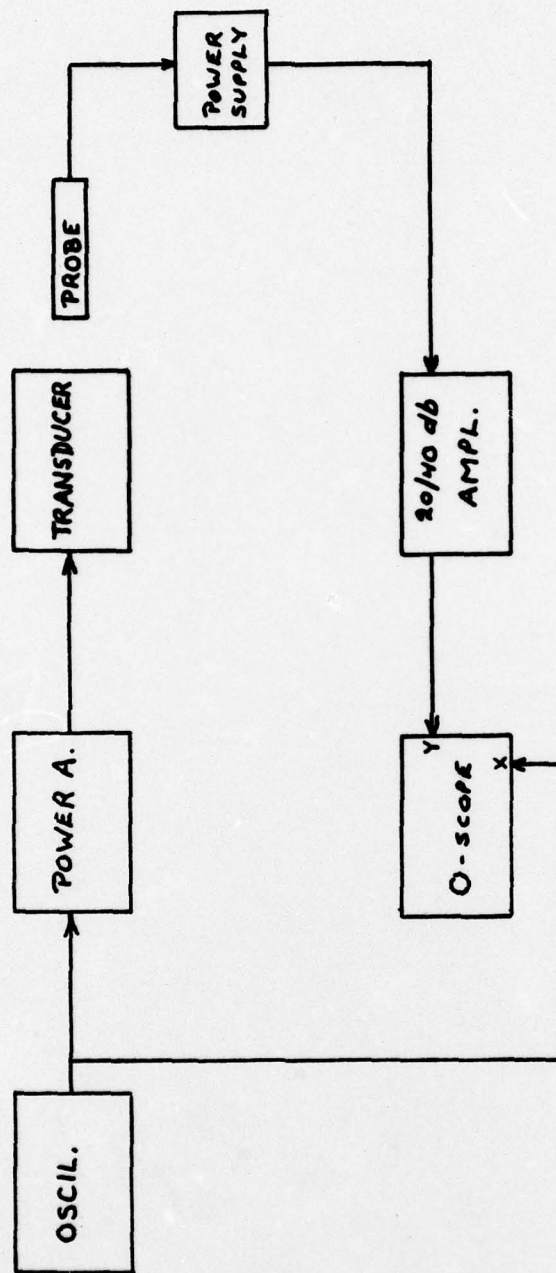 OSCIL.
POWER A.
TRANSDUCER
PROBE
POWER
SUPPLY
20/40 db
AMPL.
O-SCOPE
Y
X